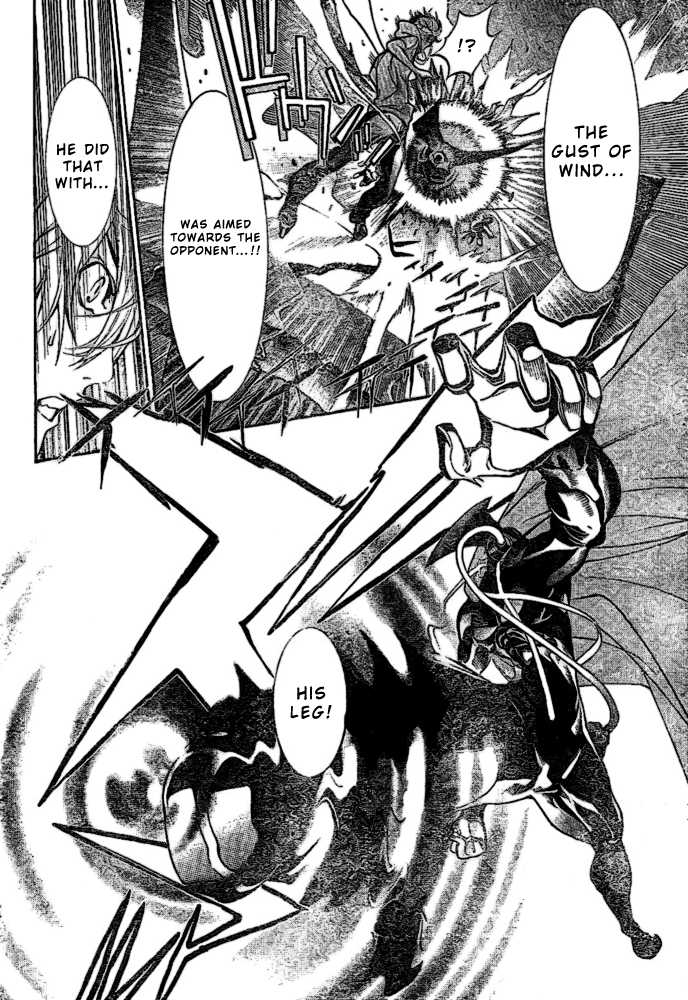 !?
THE
GUST OF
WIND...
WAS AIMED
TOWARDS THE
OPPONENT...!!
HE DID
THAT
WITH...
HIS
LEG!